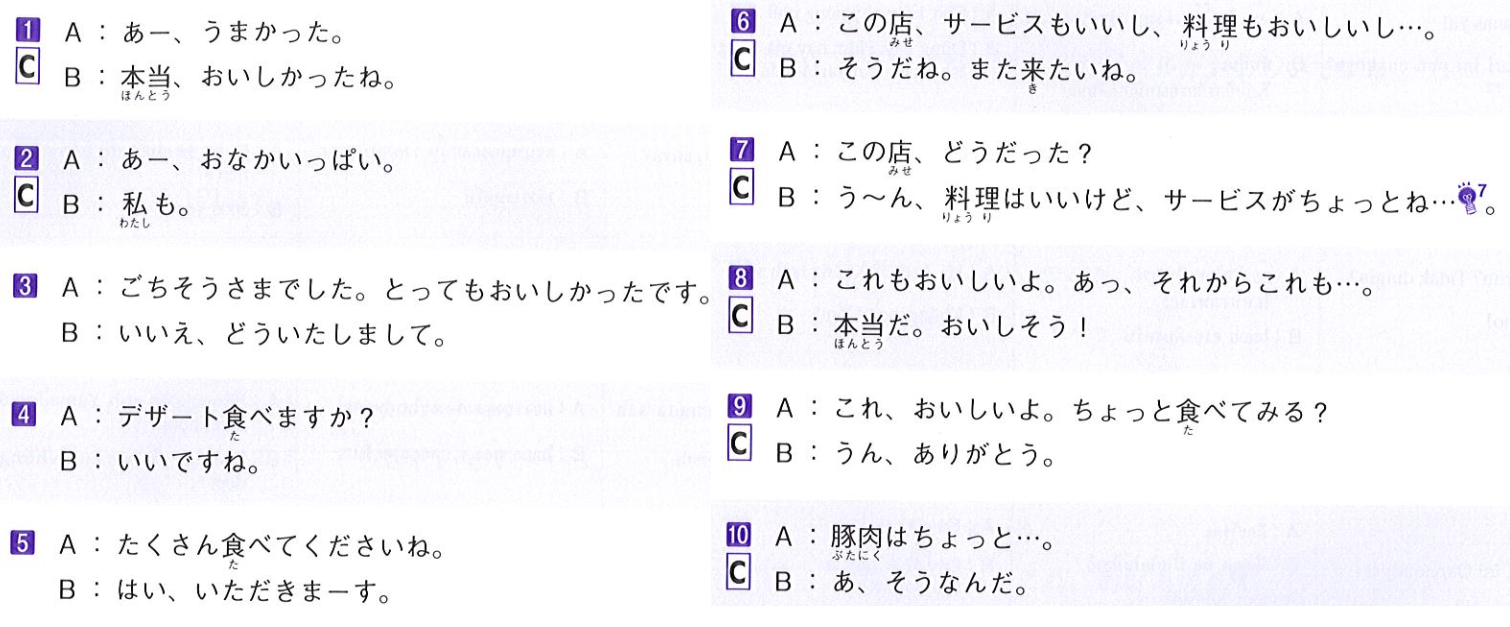 1 A：あー、うまかった。
C B：本当、おいしかったね。
ほんとう
2 A：あー、おなかいっぱい。
C B：私も。
わたし
3 A：ごちそうさまでした。とってもおいしかったです。
B：いいえ、どういたしまして。
4 A：デザート食べますか？
た
B：いいですね。
5 A：たくさん食べてくださいね。
た
B：はい、いただきまーす。
6 A：この店、サービスもいいし、料理もおいしいし…。
みせ りょう り
C B：そうだね。また来たいね。
き
7 A：この店、どうだった？
みせ
C B：う〜ん、料理はいいけど、サービスがちょっとね…7。
りょう り
8 A：これもおいしいよ。あっ、それからこれも…。
C B：本当だ。おいしそう！
ほんとう
9 A：これ、おいしいよ。ちょっと食べてみる？
た
C B：うん、ありがとう。
10 A：豚肉はちょっと…。
ぶたにく
C B：あ、そうなんだ。